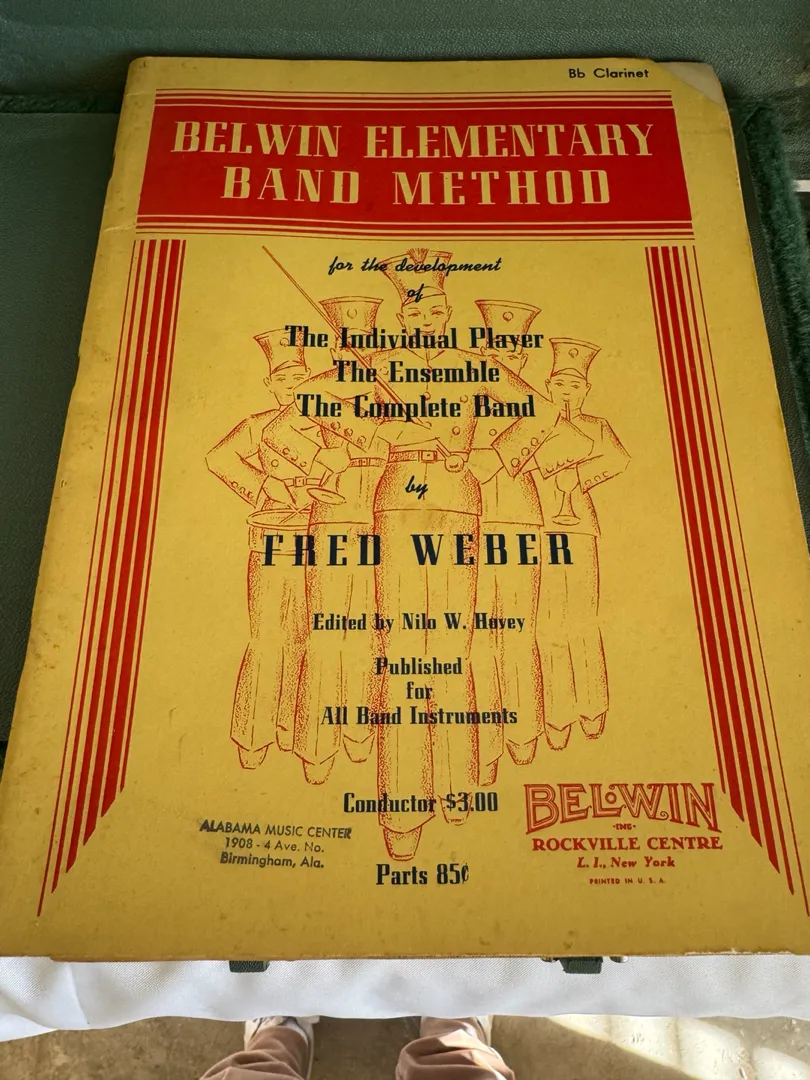 Bb Clarinet
BELWIN ELEMENTARY
BAND METHOD
for the development
of
The Individual Player
The Ensemble
The Complete Band
by
FRED WEBER
Edited by Nilo W. Hovey
Published
for
All Band Instruments
Conductor $3.00
Parts 85¢
ALABAMA MUSIC CENTER
1908 - 4 Ave. No.
Birmingham, Ala.
BELWIN
INC
ROCKVILLE CENTRE
L. I., New York
PRINTED IN U. S. A.